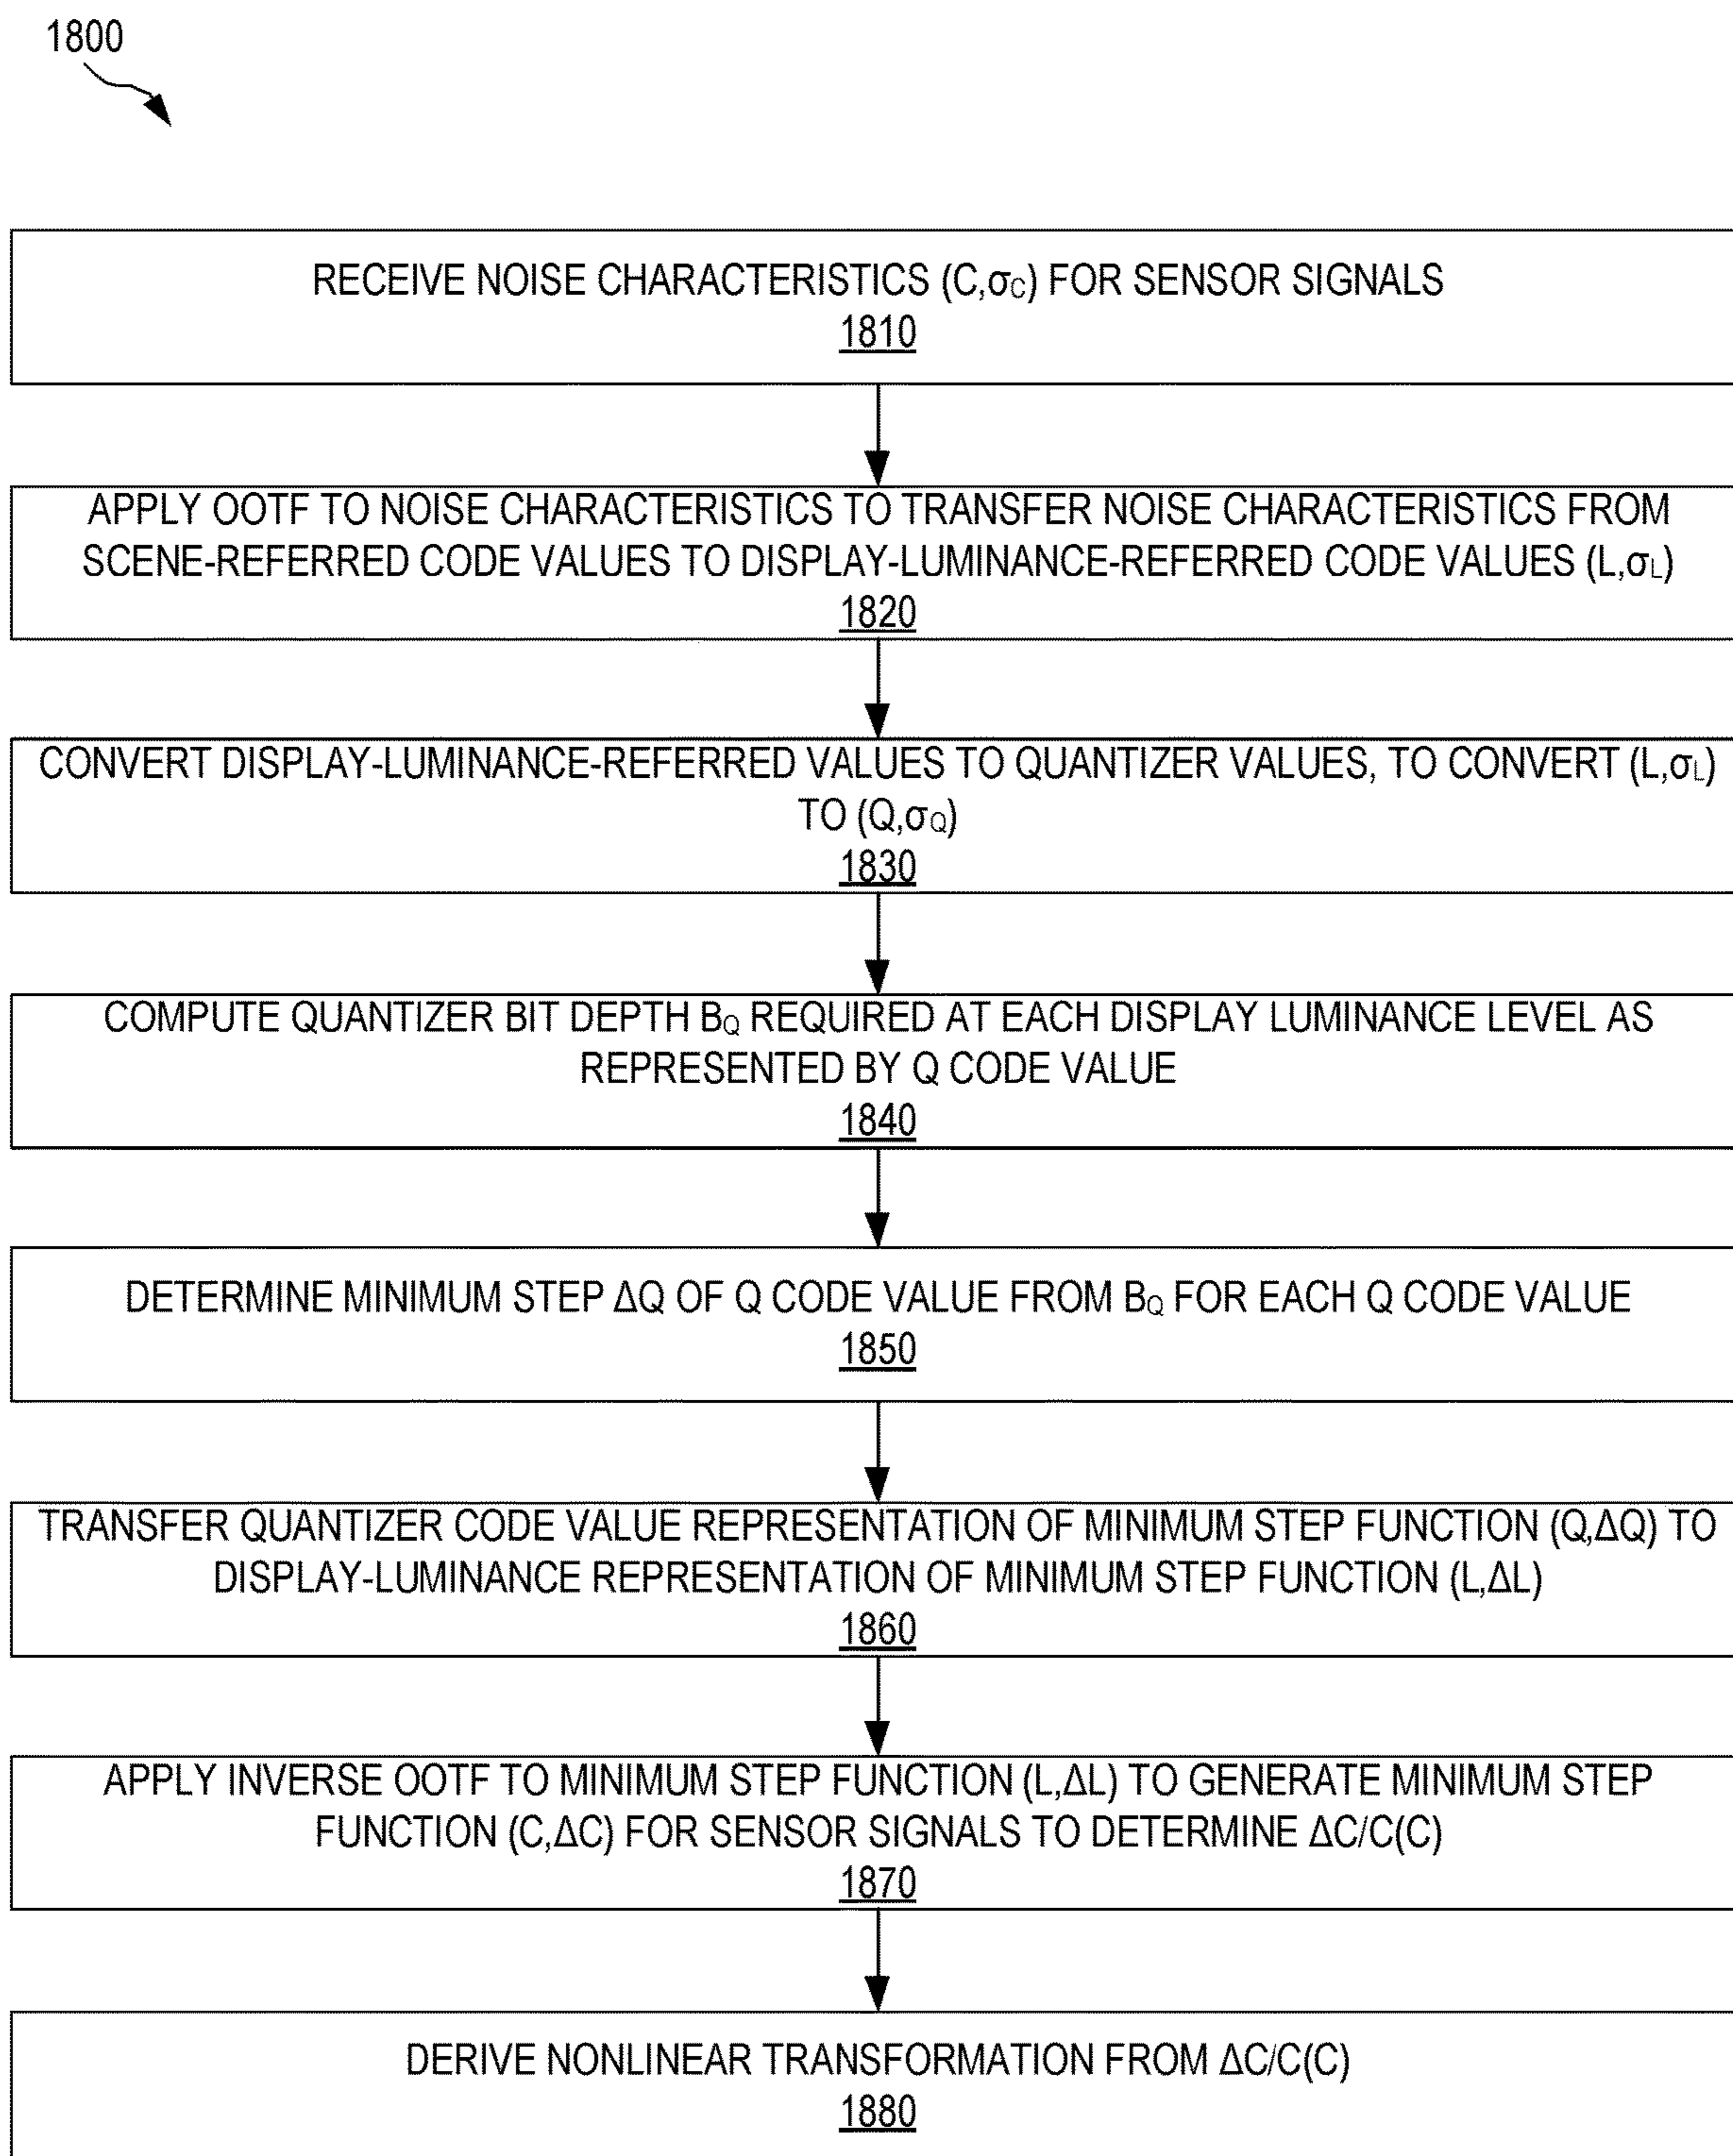 1800
RECEIVE NOISE CHARACTERISTICS (C,σC) FOR SENSOR SIGNALS
1810
APPLY OOTF TO NOISE CHARACTERISTICS TO TRANSFER NOISE CHARACTERISTICS FROM
SCENE-REFERRED CODE VALUES TO DISPLAY-LUMINANCE-REFERRED CODE VALUES (L,σL)
1820
CONVERT DISPLAY-LUMINANCE-REFERRED VALUES TO QUANTIZER VALUES, TO CONVERT (L,σL)
TO (Q,σQ)
1830
COMPUTE QUANTIZER BIT DEPTH BQ REQUIRED AT EACH DISPLAY LUMINANCE LEVEL AS
REPRESENTED BY Q CODE VALUE
1840
DETERMINE MINIMUM STEP ΔQ OF Q CODE VALUE FROM BQ FOR EACH Q CODE VALUE
1850
TRANSFER QUANTIZER CODE VALUE REPRESENTATION OF MINIMUM STEP FUNCTION (Q,ΔQ) TO
DISPLAY-LUMINANCE REPRESENTATION OF MINIMUM STEP FUNCTION (L,ΔL)
1860
APPLY INVERSE OOTF TO MINIMUM STEP FUNCTION (L,ΔL) TO GENERATE MINIMUM STEP
FUNCTION (C,ΔC) FOR SENSOR SIGNALS TO DETERMINE ΔC/C(C)
1870
DERIVE NONLINEAR TRANSFORMATION FROM ΔC/C(C)
1880